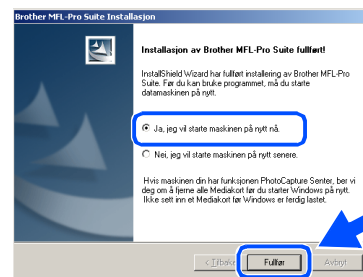 Brother MFL-Pro Suite Installasjon
Installasjon av Brother MFL-Pro Suite fullført!
InstallShield Wizard har fullført installering av Brother MFL-Pro
Suite. Før du kan bruke programmet, må du starte
datamaskinen på nytt.
Ja, jeg vil starte maskinen på nytt nå.
Nei, jeg vil starte maskinen på nytt senere.
Hvis maskinen din har funksjonen PhotoCapture Senter, ber vi
deg om å fjerne alle Mediakort før du starter Windows på nytt.
Ikke sett inn et Mediakort før Windows er ferdig lastet.
< Tilbake
Fullfør
Avbryt